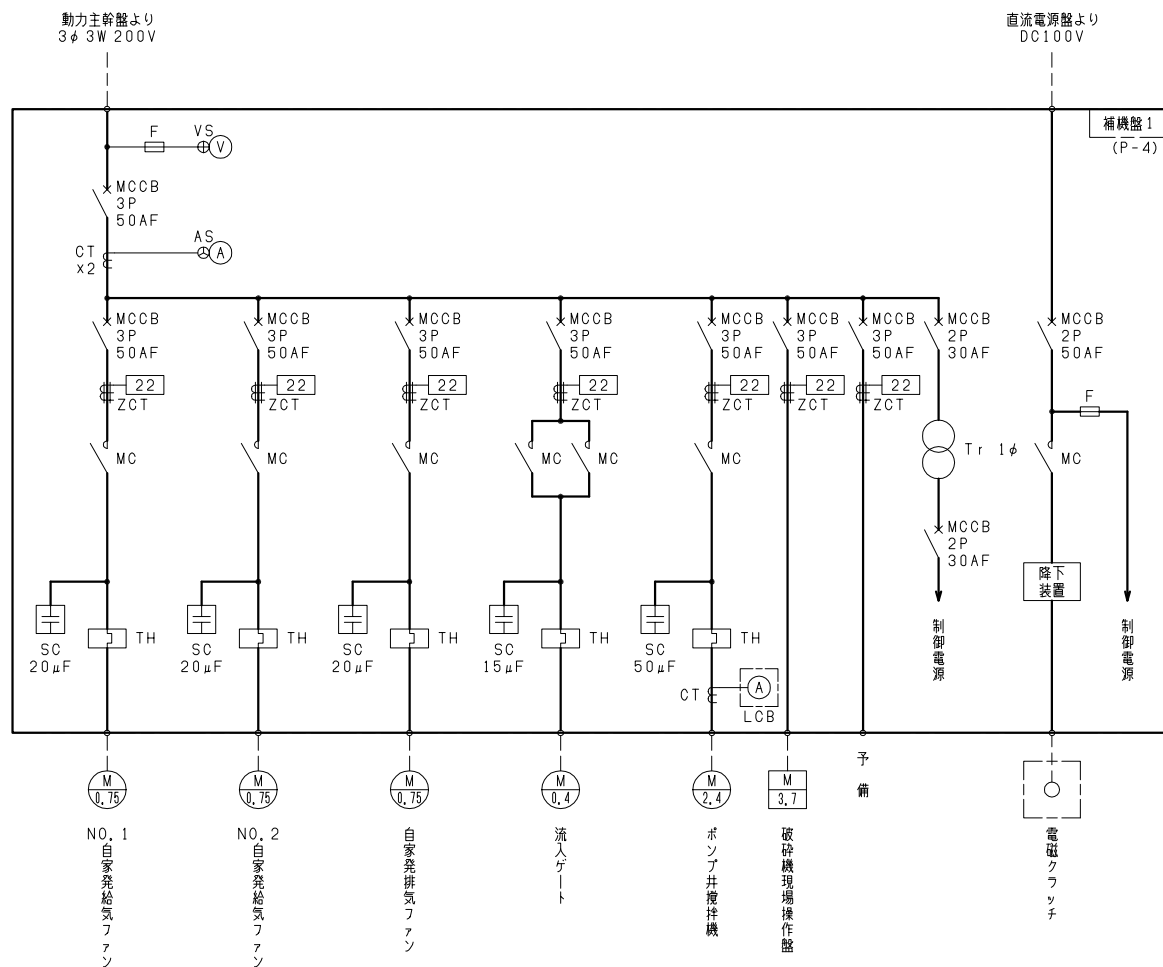 動力主幹盤より
3φ3W 200V
直流電源盤より
DC100V
補機盤1
(P-4)
F
VS
V
MCCB
3P
50AF
CT
x2
AS
A
MCCB
3P
50AF
MCCB
3P
50AF
MCCB
3P
50AF
MCCB
3P
50AF
MCCB
3P
50AF
MCCB
3P
50AF
MCCB
3P
50AF
MCCB
2P
30AF
MCCB
2P
50AF
22
ZCT
22
ZCT
22
ZCT
22
ZCT
22
ZCT
22
ZCT
22
ZCT
F
MC
MC
MC
MC
MC
MC
Tr 1φ
MC
MCCB
2P
30AF
降下
装置
SC
20μF
TH
SC
20μF
TH
SC
20μF
TH
SC
15μF
TH
SC
50μF
TH
制御電源
制御電源
CT
A
LCB
M
0.75
M
0.75
M
0.75
M
0.4
M
2.4
M
3.7
予備
NO.1
自家発給気ファン
NO.2
自家発給気ファン
自家発排気ファン
流入ゲート
ポンプ井撹拌機
破砕機現場操作盤
電磁クラッチ